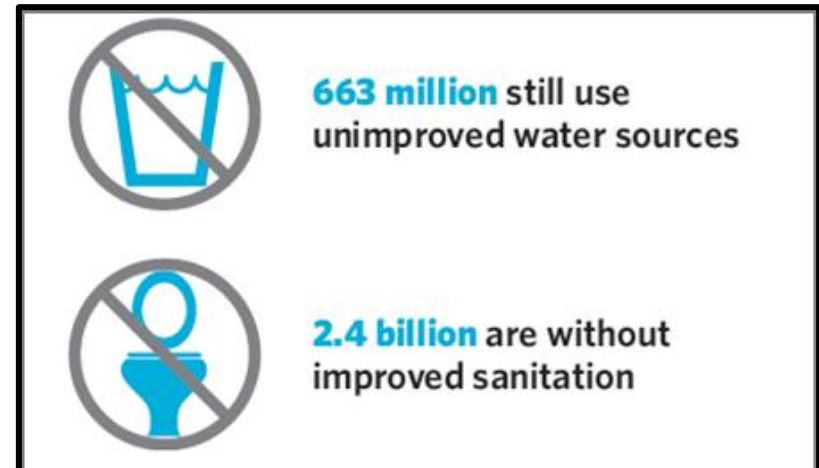 663 million still use
unimproved water sources
2.4 billion are without
improved sanitation